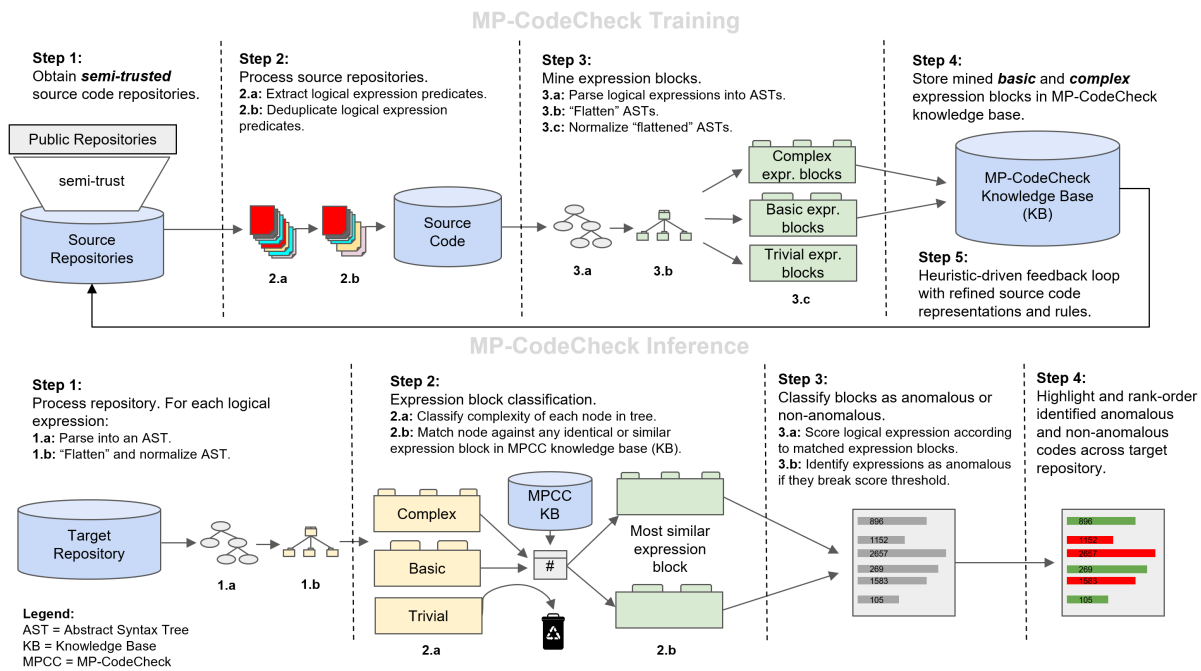 MP-CodeCheck Training
Step 1:
Obtain semi-trusted
source code repositories.
Public Repositories
semi-trust
Source
Repositories
Step 2:
Process source repositories.
2.a: Extract logical expression predicates.
2.b: Deduplicate logical expression
predicates.
2.a
2.b
Source
Code
Step 3:
Mine expression blocks.
3.a: Parse logical expressions into ASTs.
3.b: “Flatten” ASTs.
3.c: Normalize “flattened” ASTs.
3.a
3.b
Complex
expr. blocks
Basic expr.
blocks
Trivial expr.
blocks
3.c
Step 4:
Store mined basic and complex
expression blocks in MP-CodeCheck
knowledge base.
MP-CodeCheck
Knowledge Base
(KB)
Step 5:
Heuristic-driven feedback loop
with refined source code
representations and rules.
MP-CodeCheck Inference
Step 1:
Process repository. For each logical
expression:
1.a: Parse into an AST.
1.b: “Flatten” and normalize AST.
Target
Repository
1.a
1.b
Legend:
AST = Abstract Syntax Tree
KB = Knowledge Base
MPCC = MP-CodeCheck
Step 2:
Expression block classification.
2.a: Classify complexity of each node in tree.
2.b: Match node against any identical or similar
expression block in MPCC knowledge base (KB).
Complex
Basic
Trivial
2.a
MPCC
KB
#
Most similar
expression
block
2.b
Step 3:
Classify blocks as anomalous or
non-anomalous.
3.a: Score logical expression according
to matched expression blocks.
3.b: Identify expressions as anomalous
if they break score threshold.
896
1152
2657
269
1583
105
Step 4:
Highlight and rank-order
identified anomalous
and non-anomalous
codes across target
repository.
896
1152
2657
269
1583
105